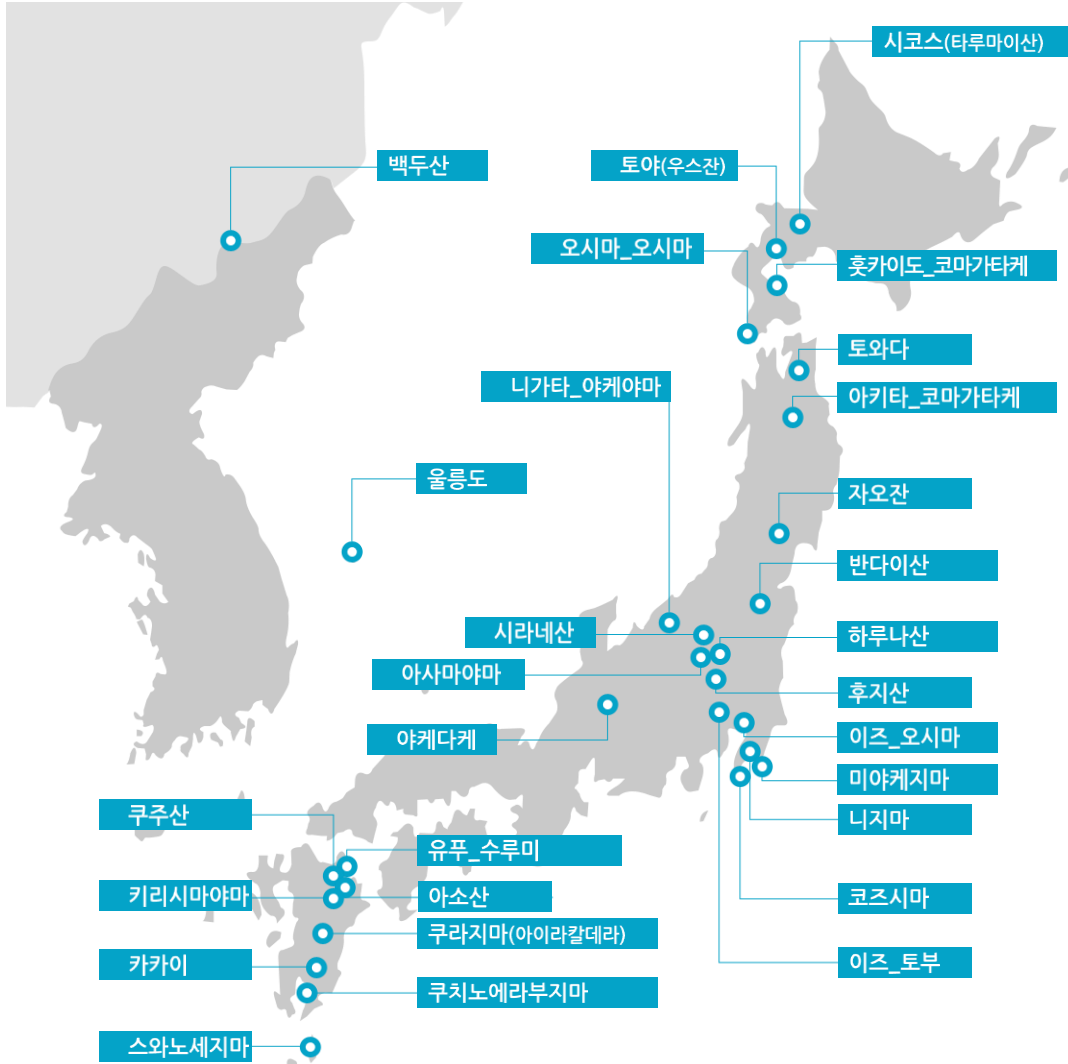 시코스(타루마이산)
백두산
토야(우스잔)
오시마_오시마
홋카이도_코마가타케
토와다
니가타_야케야마
아키타_코마가타케
울릉도
자오잔
반다이산
시라네산
하루나산
아사마야마
후지산
야케다케
이즈_오시마
미야케지마
쿠주산
니지마
유푸_수루미
키리시마야마
아소산
코즈시마
쿠라지마(아이라칼데라)
카카이
이즈_토부
쿠치노에라부지마
스와노세지마